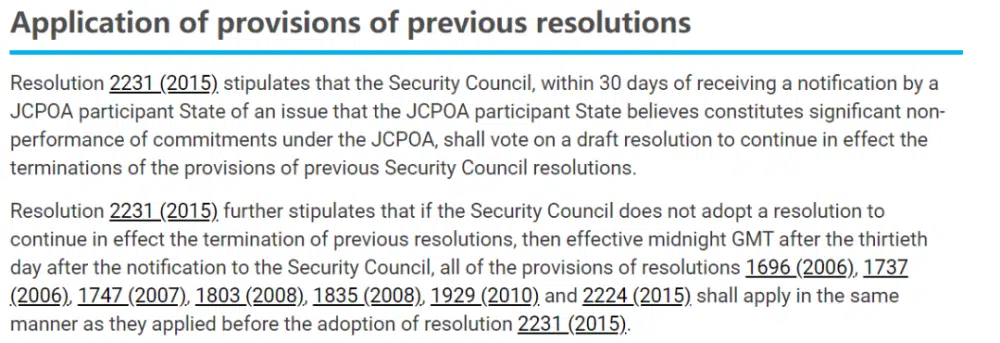 Application of provisions of previous resolutions
Resolution 2231 (2015) stipulates that the Security Council, within 30 days of receiving a notification by a
JCPOA participant State of an issue that the JCPOA participant State believes constitutes significant non-
performance of commitments under the JCPOA, shall vote on a draft resolution to continue in effect the
terminations of the provisions of previous Security Council resolutions.
Resolution 2231 (2015) further stipulates that if the Security Council does not adopt a resolution to
continue in effect the termination of previous resolutions, then effective midnight GMT after the thirtieth
day after the notification to the Security Council, all of the provisions of resolutions 1696 (2006), 1737
(2006), 1747 (2007), 1803 (2008), 1835 (2008), 1929 (2010) and 2224 (2015) shall apply in the same
manner as they applied before the adoption of resolution 2231 (2015).